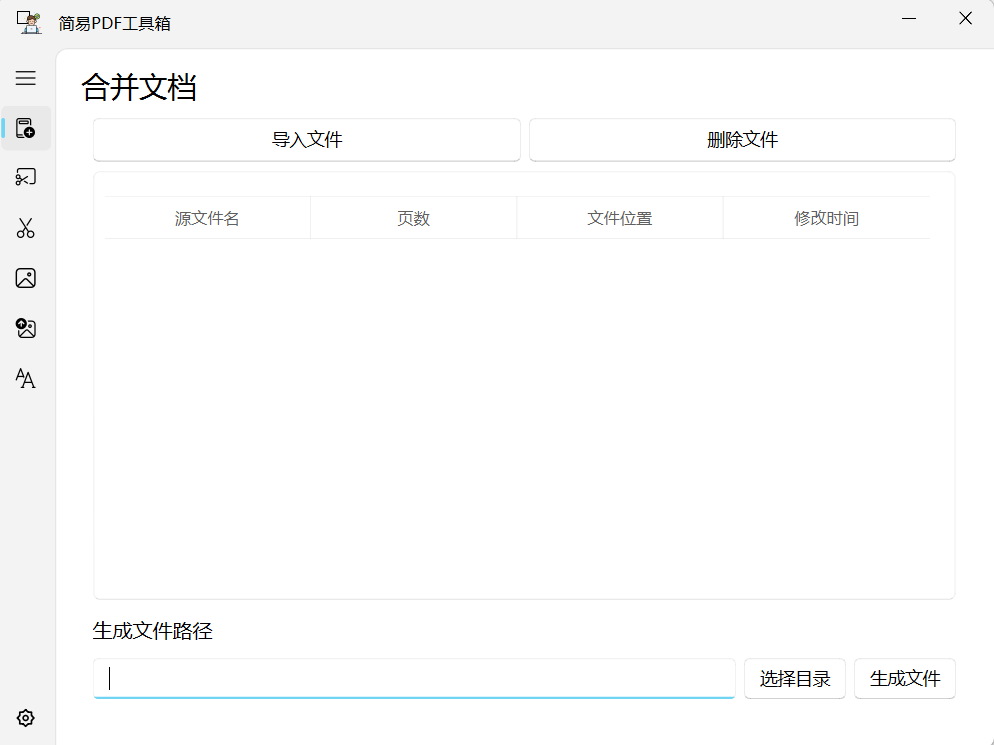 简易PDF工具箱
合并文档
导入文件 删除文件
源文件名 页数 文件位置 修改时间
生成文件路径
选择目录 生成文件